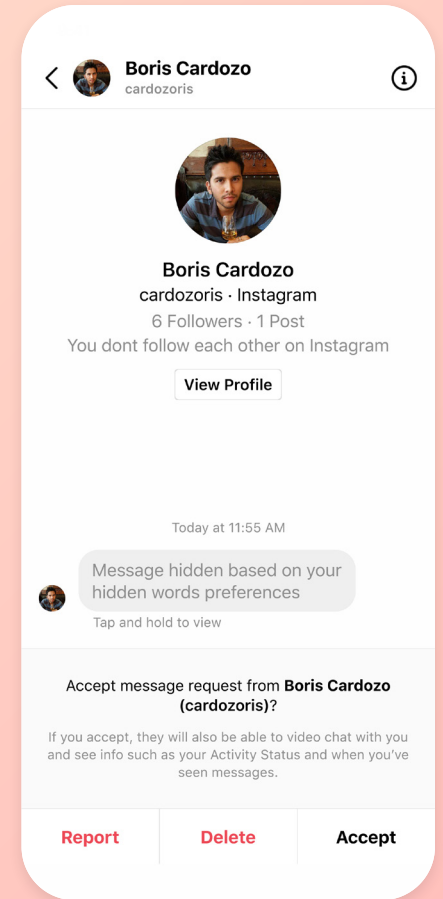 Boris Cardozo
cardozoris
Boris Cardozo
cardozoris · Instagram
6 Followers · 1 Post
You dont follow each other on Instagram
View Profile
Today at 11:55 AM
Message hidden based on your
hidden words preferences
Tap and hold to view
Accept message request from Boris Cardozo
(cardozoris)?
If you accept, they will also be able to video chat with you
and see info such as your Activity Status and when you’ve
seen messages.
Report
Delete
Accept